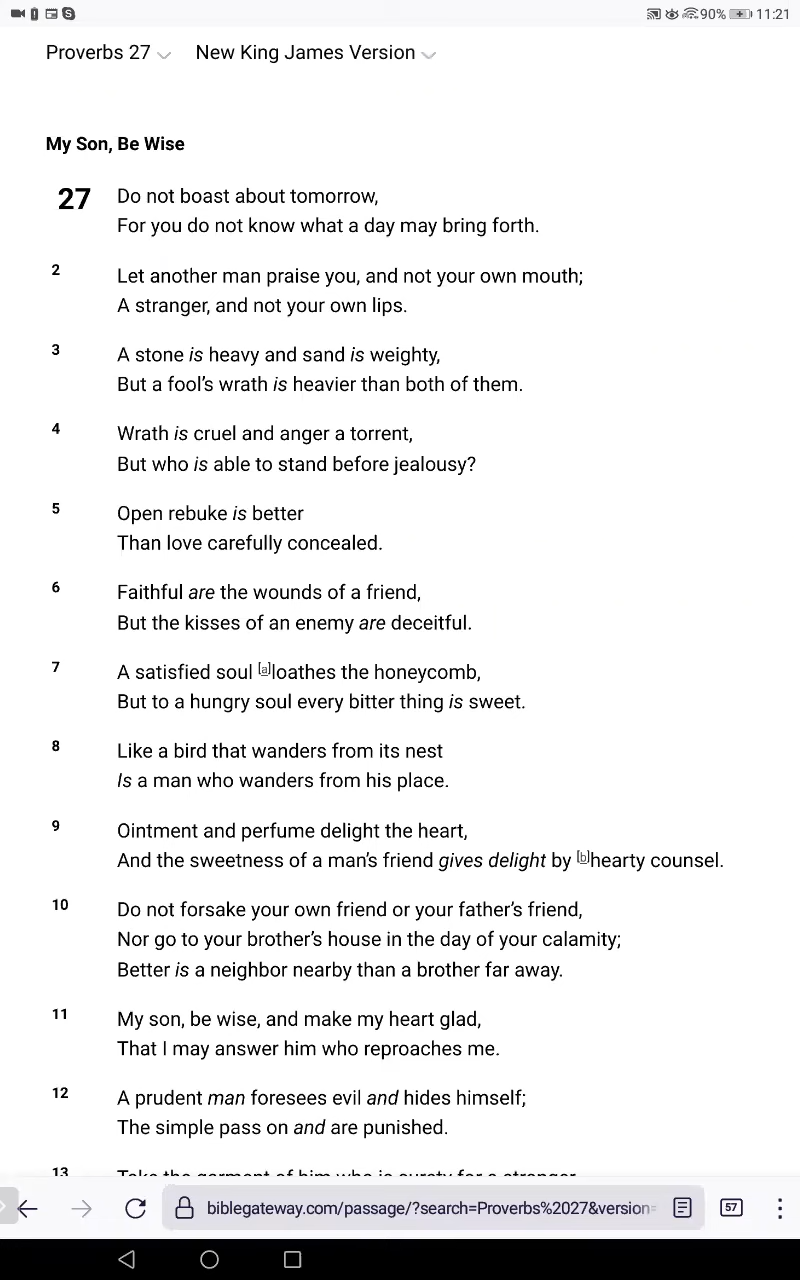 90% 11:21
Proverbs 27 New King James Version
My Son, Be Wise
27 Do not boast about tomorrow,
For you do not know what a day may bring forth.
2 Let another man praise you, and not your own mouth;
A stranger, and not your own lips.
3 A stone is heavy and sand is weighty,
But a fool's wrath is heavier than both of them.
4 Wrath is cruel and anger a torrent,
But who is able to stand before jealousy?
5 Open rebuke is better
Than love carefully concealed.
6 Faithful are the wounds of a friend,
But the kisses of an enemy are deceitful.
7 A satisfied soul [a]loathes the honeycomb,
But to a hungry soul every bitter thing is sweet.
8 Like a bird that wanders from its nest
Is a man who wanders from his place.
9 Ointment and perfume delight the heart,
And the sweetness of a man's friend gives delight by [b]hearty counsel.
10 Do not forsake your own friend or your father's friend,
Nor go to your brother's house in the day of your calamity;
Better is a neighbor nearby than a brother far away.
11 My son, be wise, and make my heart glad,
That I may answer him who reproaches me.
12 A prudent man foresees evil and hides himself;
The simple pass on and are punished.
13 Take the garment of him who is surety for a stranger
biblegateway.com/passage/?search=Proverbs%2027&version= 57